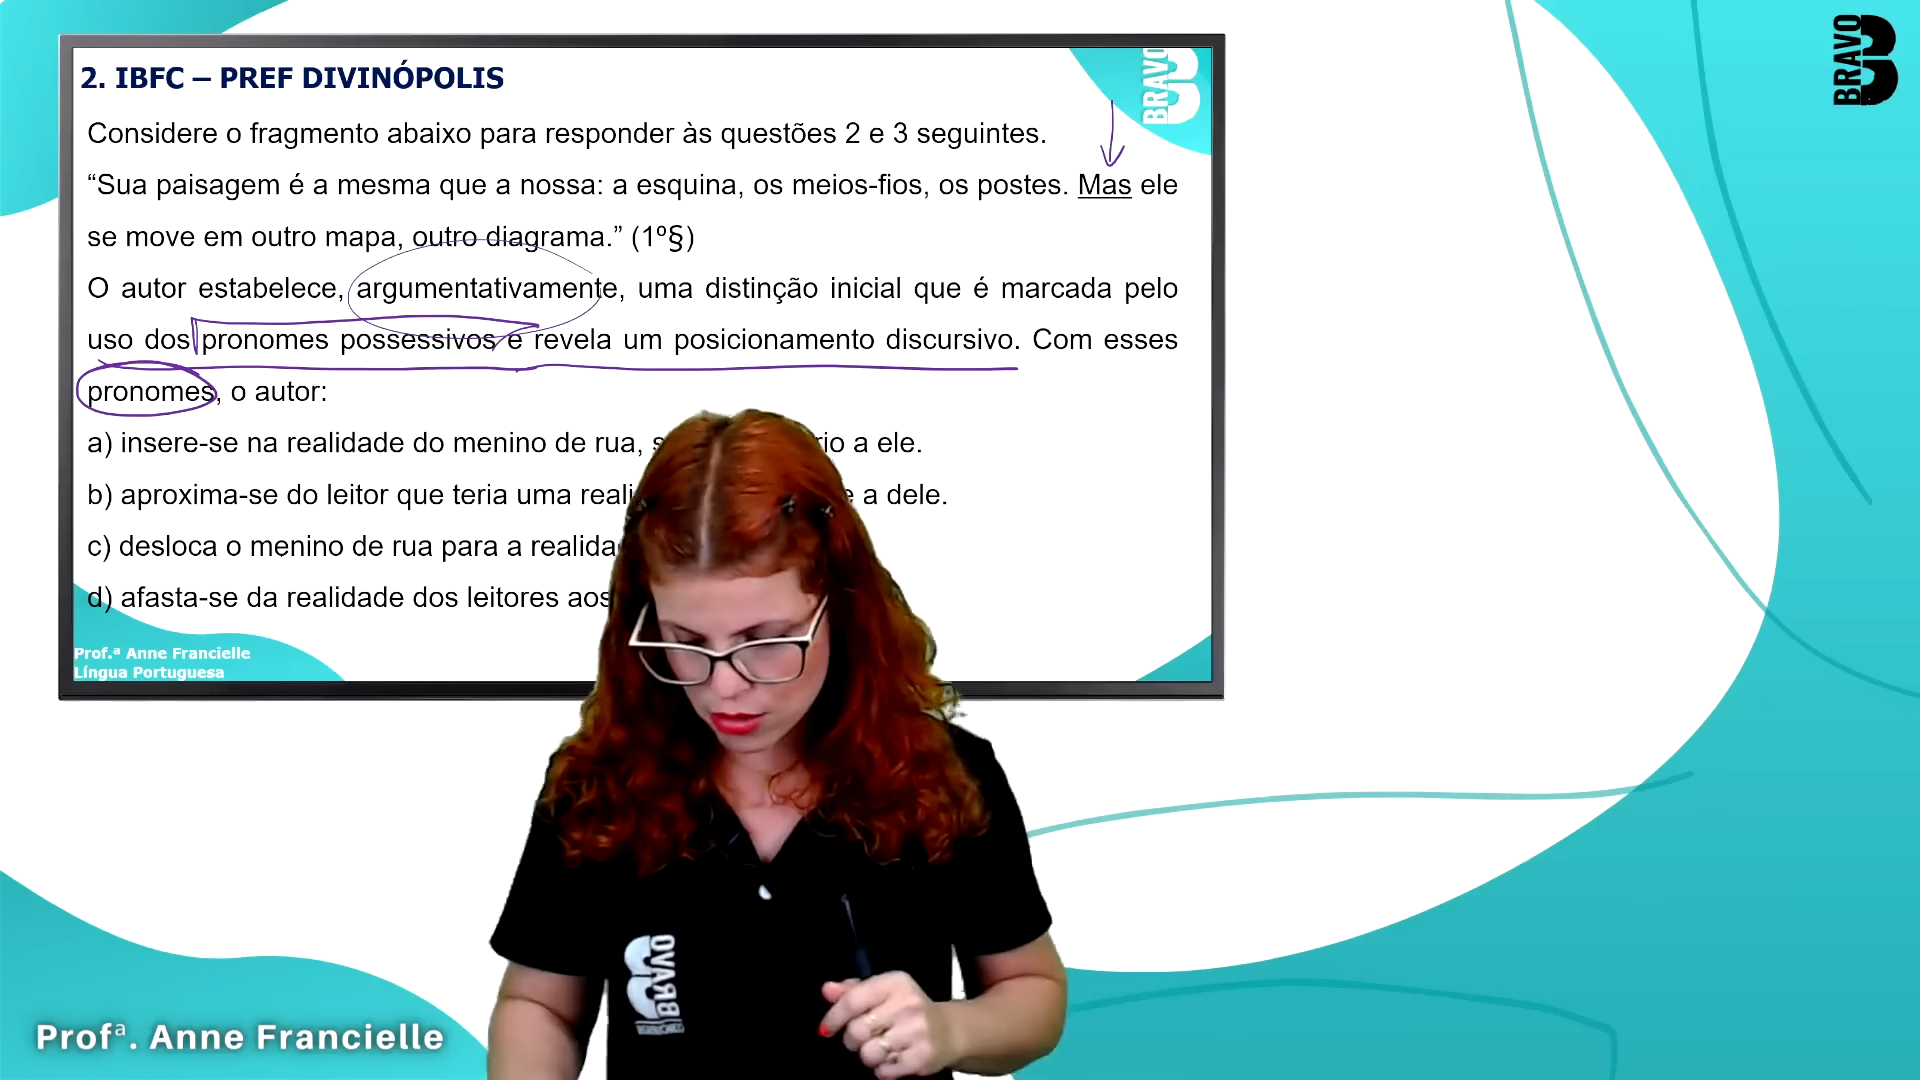 BRAVO
BRAVO
2. IBFC – PREF DIVINÓPOLIS
Considere o fragmento abaixo para responder às questões 2 e 3 seguintes.
“Sua paisagem é a mesma que a nossa: a esquina, os meios-fios, os postes. Mas ele
se move em outro mapa, outro diagrama.” (1º§)
O autor estabelece, argumentativamente, uma distinção inicial que é marcada pelo
uso dos pronomes possessivos e revela um posicionamento discursivo. Com esses
pronomes, o autor:
a) insere-se na realidade do menino de rua, a ele.
b) aproxima-se do leitor que teria uma a dele.
c) desloca o menino de rua para a
d) afasta-se da realidade dos leitores aos
Prof.ª Anne Francielle
Língua Portuguesa
BRAVO
Profª. Anne Francielle